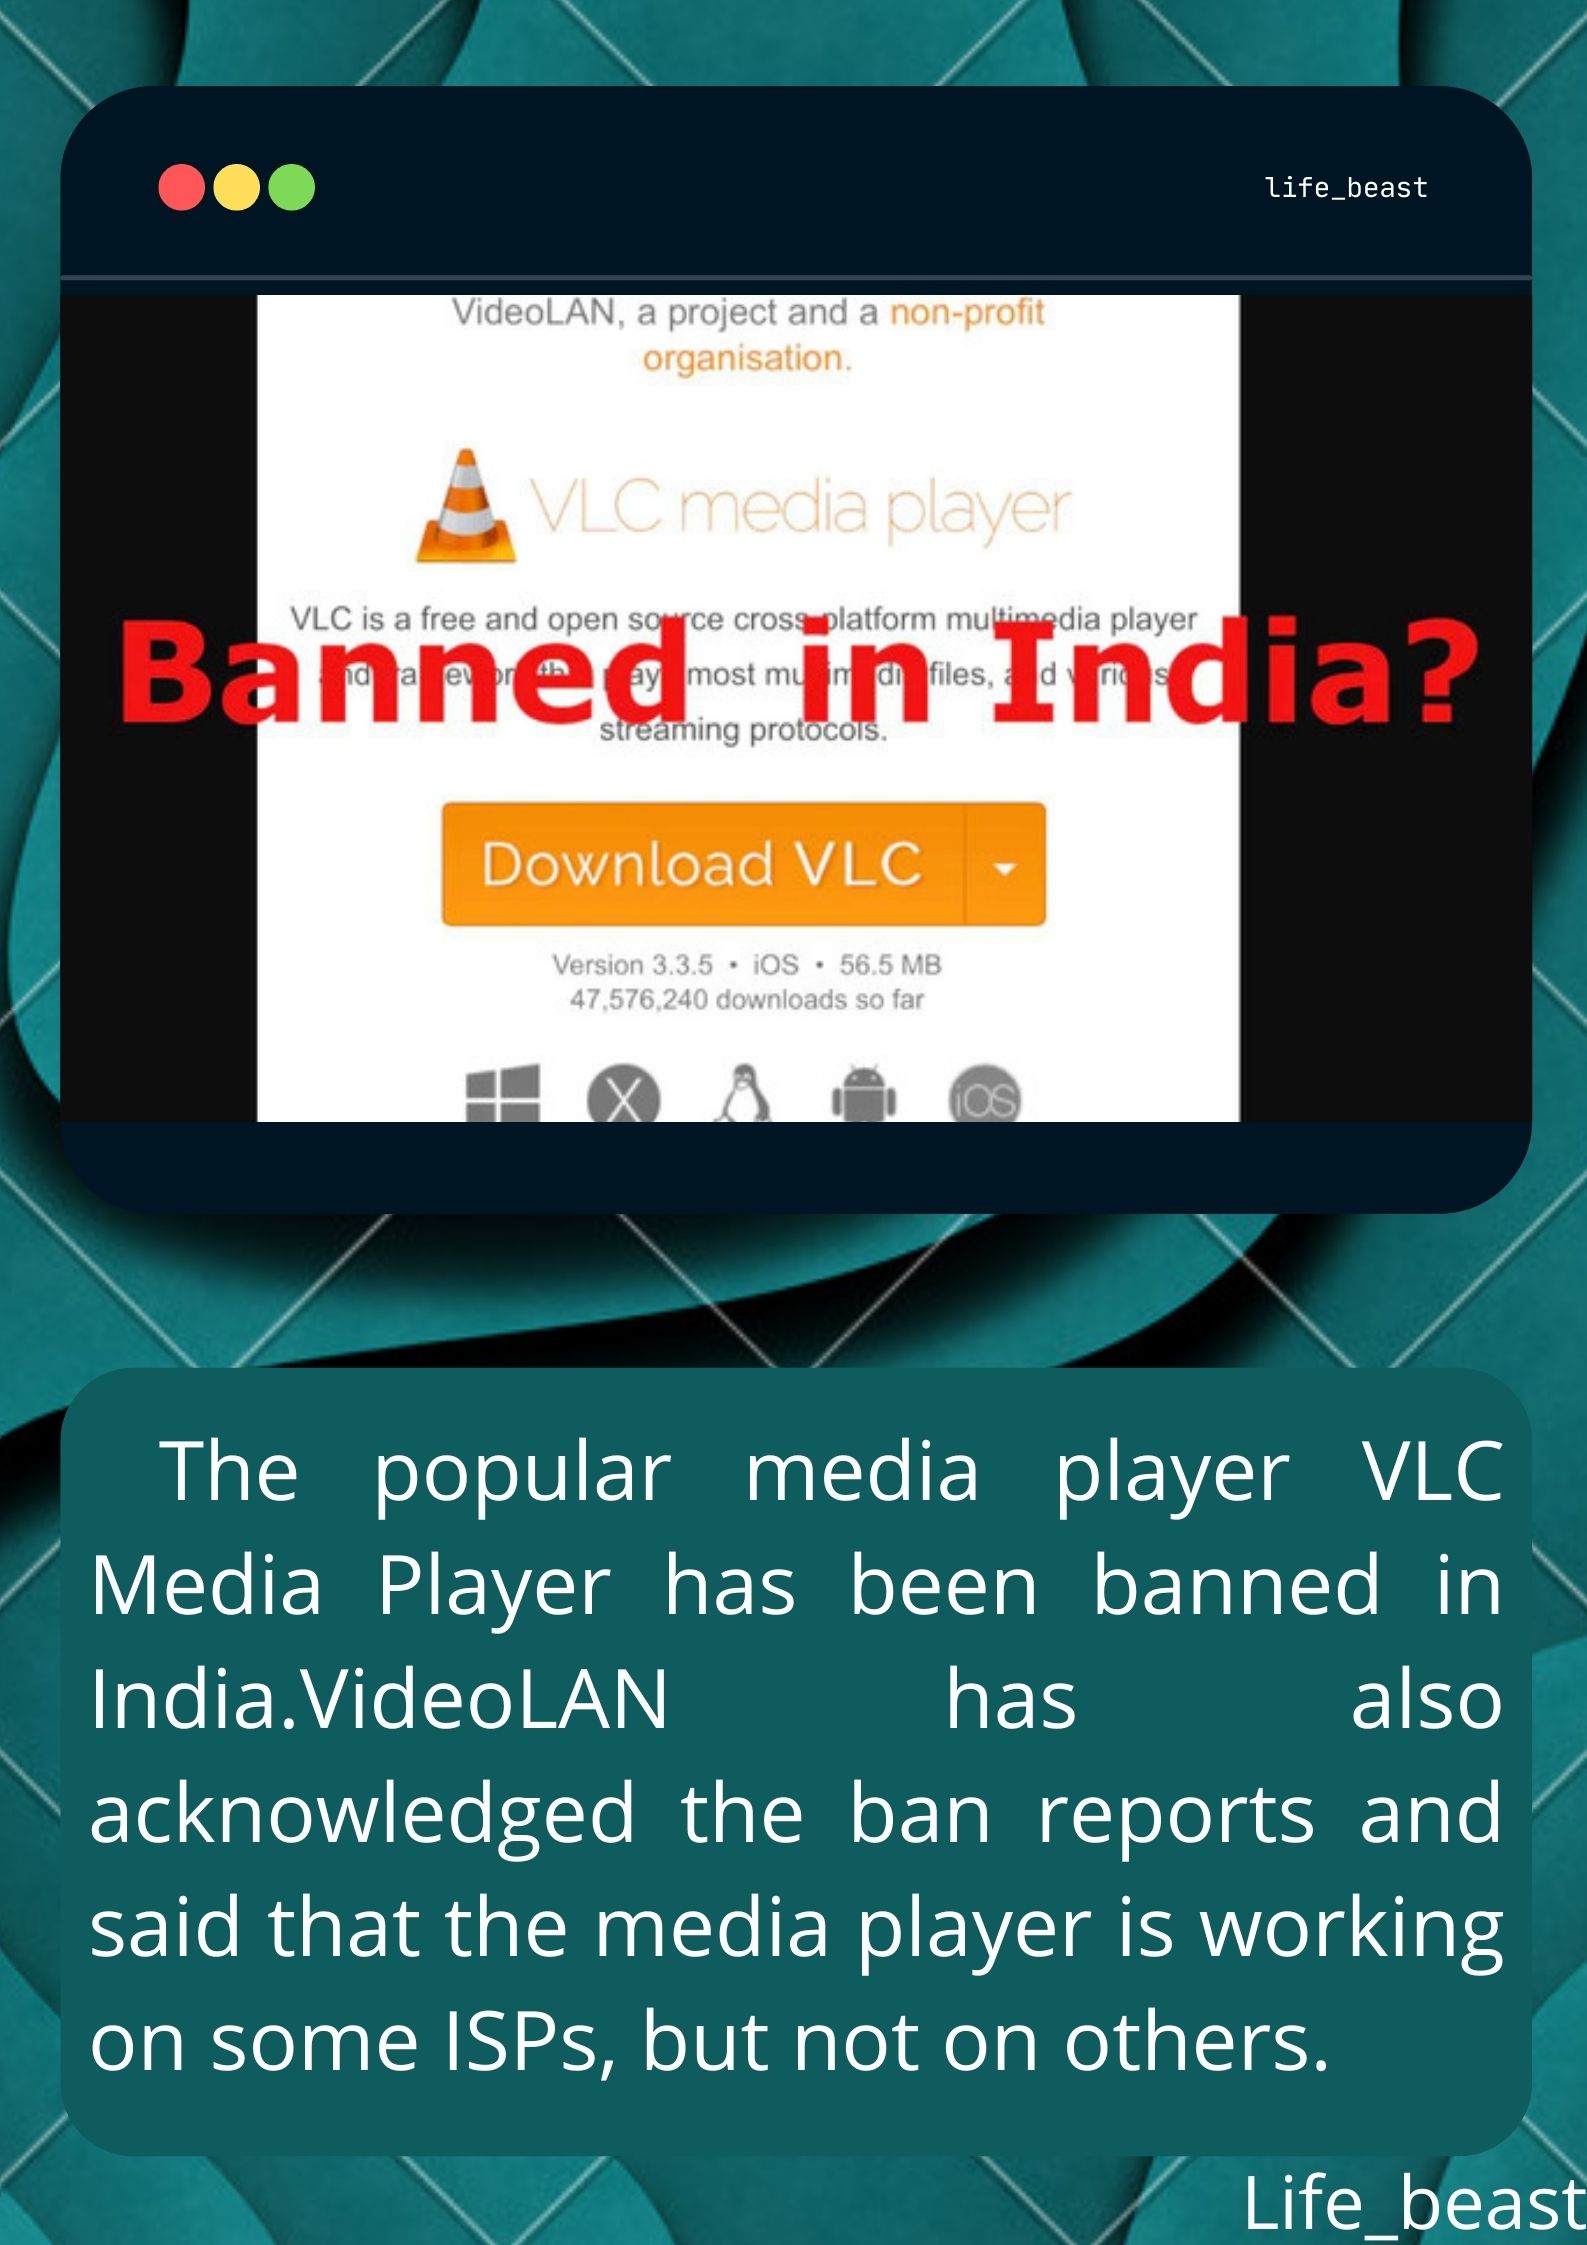 life_beast
VideoLAN, a project and a non-profit
organisation.
VLC media player
VLC is a free and open source cross-platform multimedia player
most files,
Banned in India?
streaming protocols.
Download VLC
Version 3.3.5 • iOS • 56.5 MB
47,576,240 downloads so far
X
iOS
The popular media player VLC
Media Player has been banned in
India.VideoLAN has also
acknowledged the ban reports and
said that the media player is working
on some ISPs, but not on others.
Life_beast